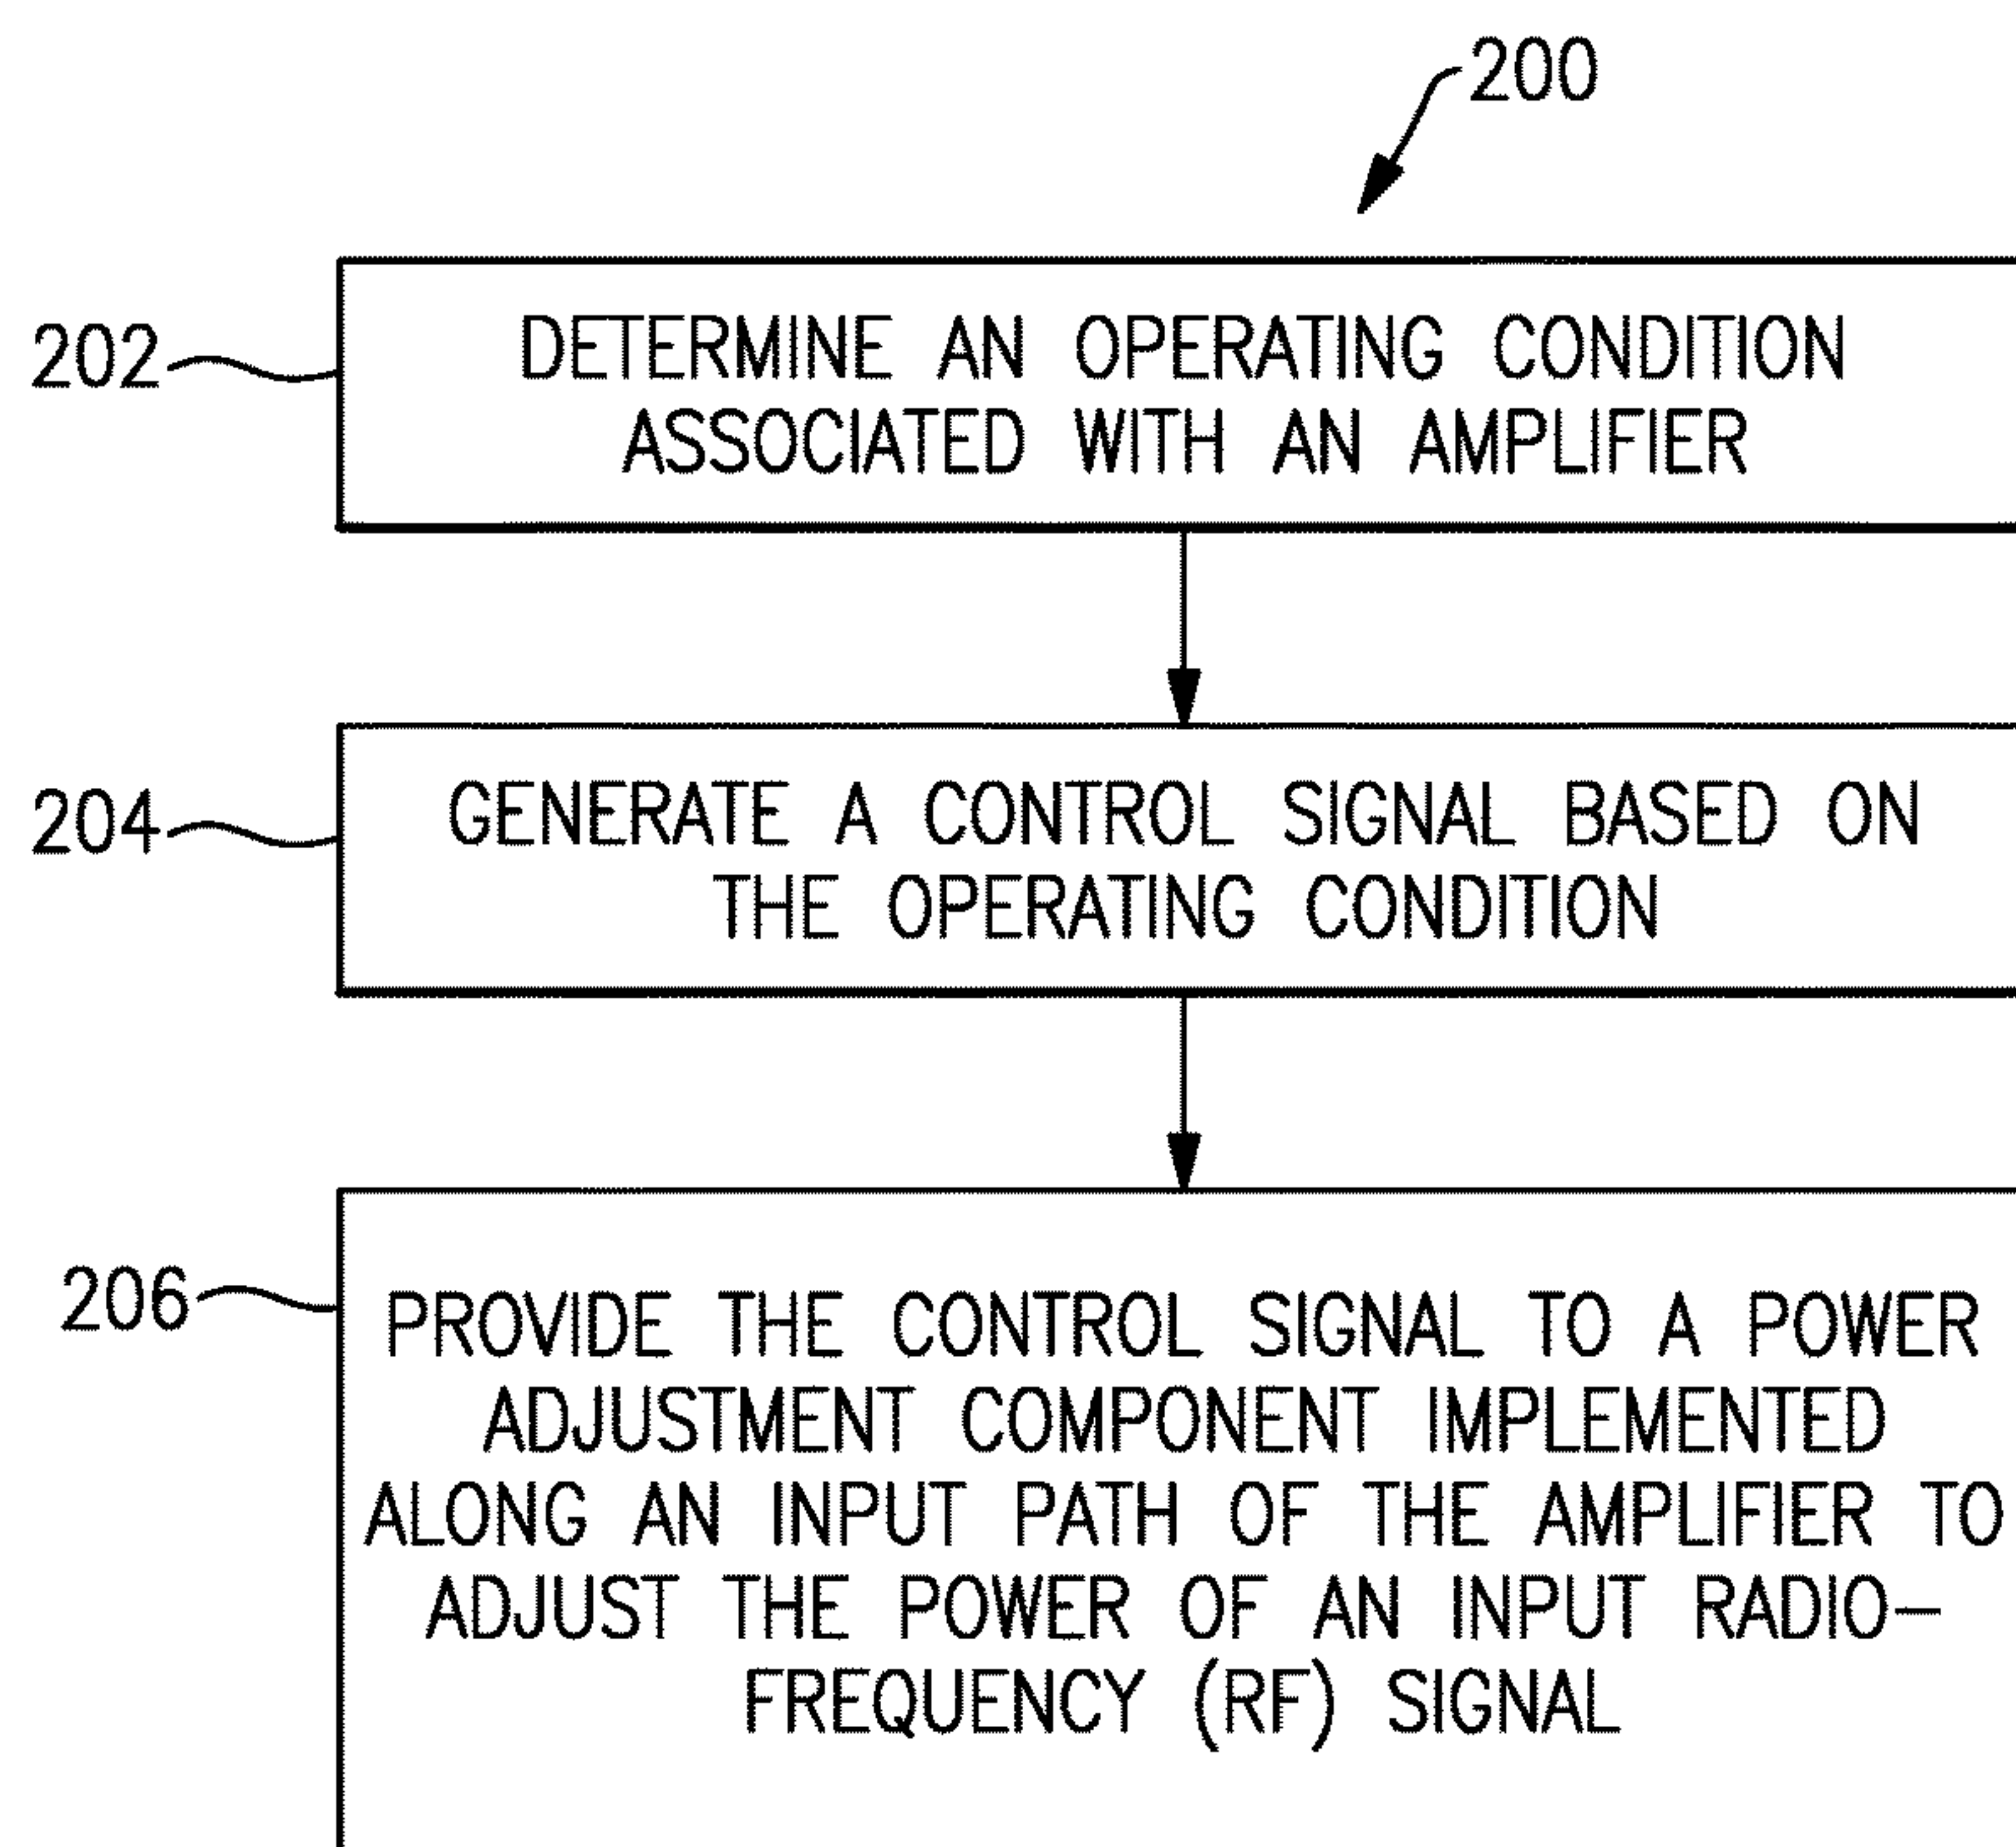 200
202
DETERMINE AN OPERATING CONDITION
ASSOCIATED WITH AN AMPLIFIER
204
GENERATE A CONTROL SIGNAL BASED ON
THE OPERATING CONDITION
206
PROVIDE THE CONTROL SIGNAL TO A POWER
ADJUSTMENT COMPONENT IMPLEMENTED
ALONG AN INPUT PATH OF THE AMPLIFIER TO
ADJUST THE POWER OF AN INPUT RADIO-
FREQUENCY (RF) SIGNAL